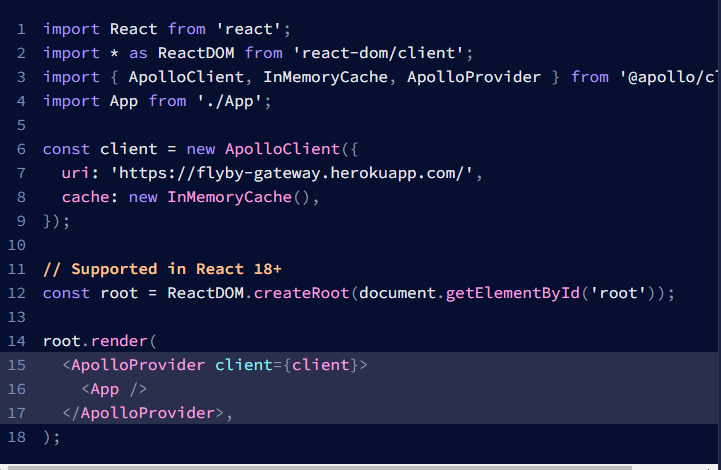 1 import React from 'react';
2 import * as ReactDOM from 'react-dom/client';
3 import { ApolloClient, InMemoryCache, ApolloProvider } from '@apollo/cl
4 import App from './App';
5
6 const client = new ApolloClient({
7   uri: 'https://flyby-gateway.herokuapp.com/',
8   cache: new InMemoryCache(),
9 });
10
11 // Supported in React 18+
12 const root = ReactDOM.createRoot(document.getElementById('root'));
13
14 root.render(
15   <ApolloProvider client={client}>
16     <App />
17   </ApolloProvider>,
18 );